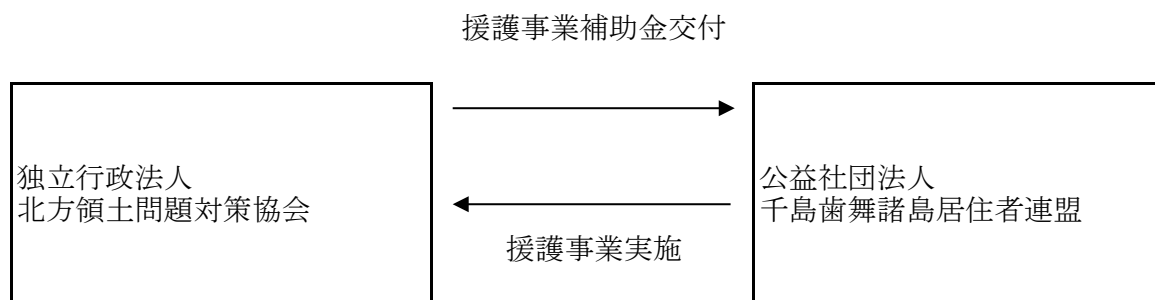 援護事業補助金交付
独立行政法人
北方領土問題対策協会
公益社団法人
千島歯舞諸島居住者連盟
援護事業実施